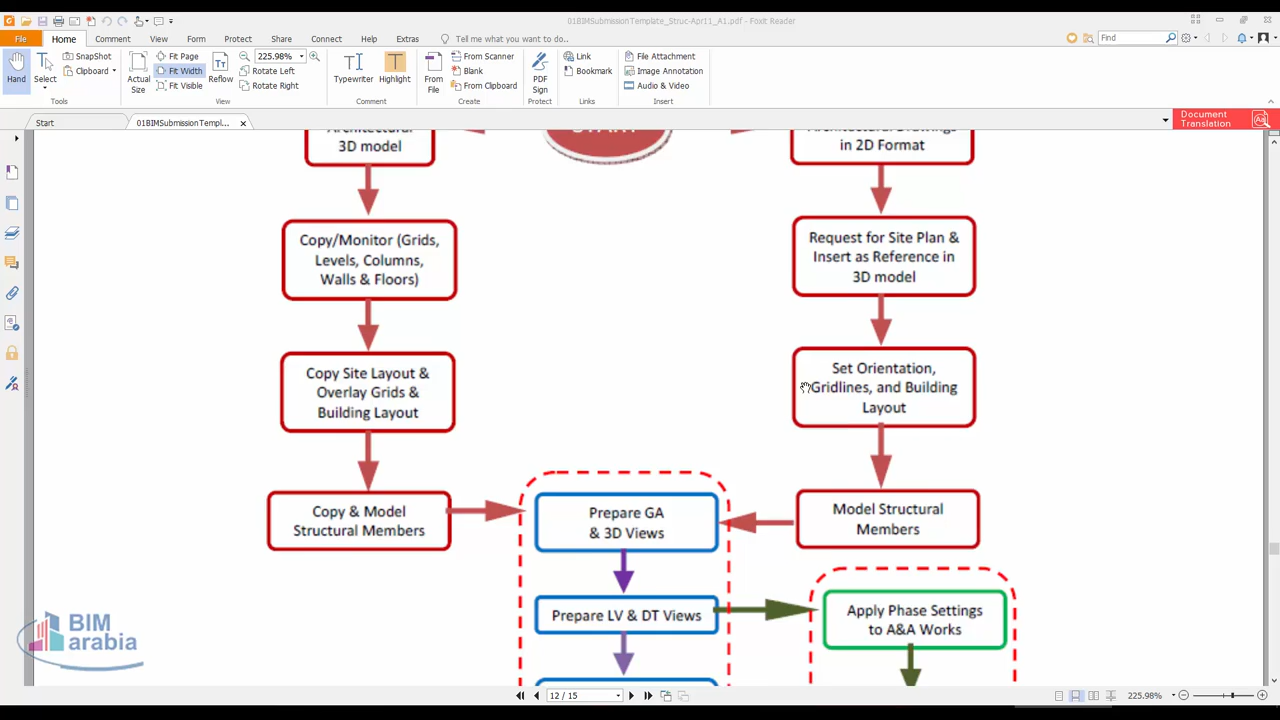 01BIMSubmissionTemplate_Struc-Apr11_A1.pdf - Foxit Reader
File Home Comment View Form Protect Share Connect Help Extras Tell me what you want to do.. Find
Hand Select SnapShot Clipboard
Tools
Actual Size Fit Page Fit Width Fit Visible Reflow 225.98% Rotate Left Rotate Right
View
Typewriter Highlight
Comment
From File From Scanner Blank From Clipboard
Create
PDF Sign
Protect
Link Bookmark
Links
File Attachment Image Annotation Audio & Video
Insert
Start 01BIMSubmissionTempl... Document Translation
START
Architectural
3D model
Architectural Drawings
in 2D Format
Copy/Monitor (Grids,
Levels, Columns,
Walls & Floors)
Request for Site Plan &
Insert as Reference in
3D model
Copy Site Layout &
Overlay Grids &
Building Layout
Set Orientation,
Gridlines, and Building
Layout
Copy & Model
Structural Members
Prepare GA
& 3D Views
Model Structural
Members
Prepare LV & DT Views
Apply Phase Settings
to A&A Works
BIM
arabia
12 / 15 225.98%